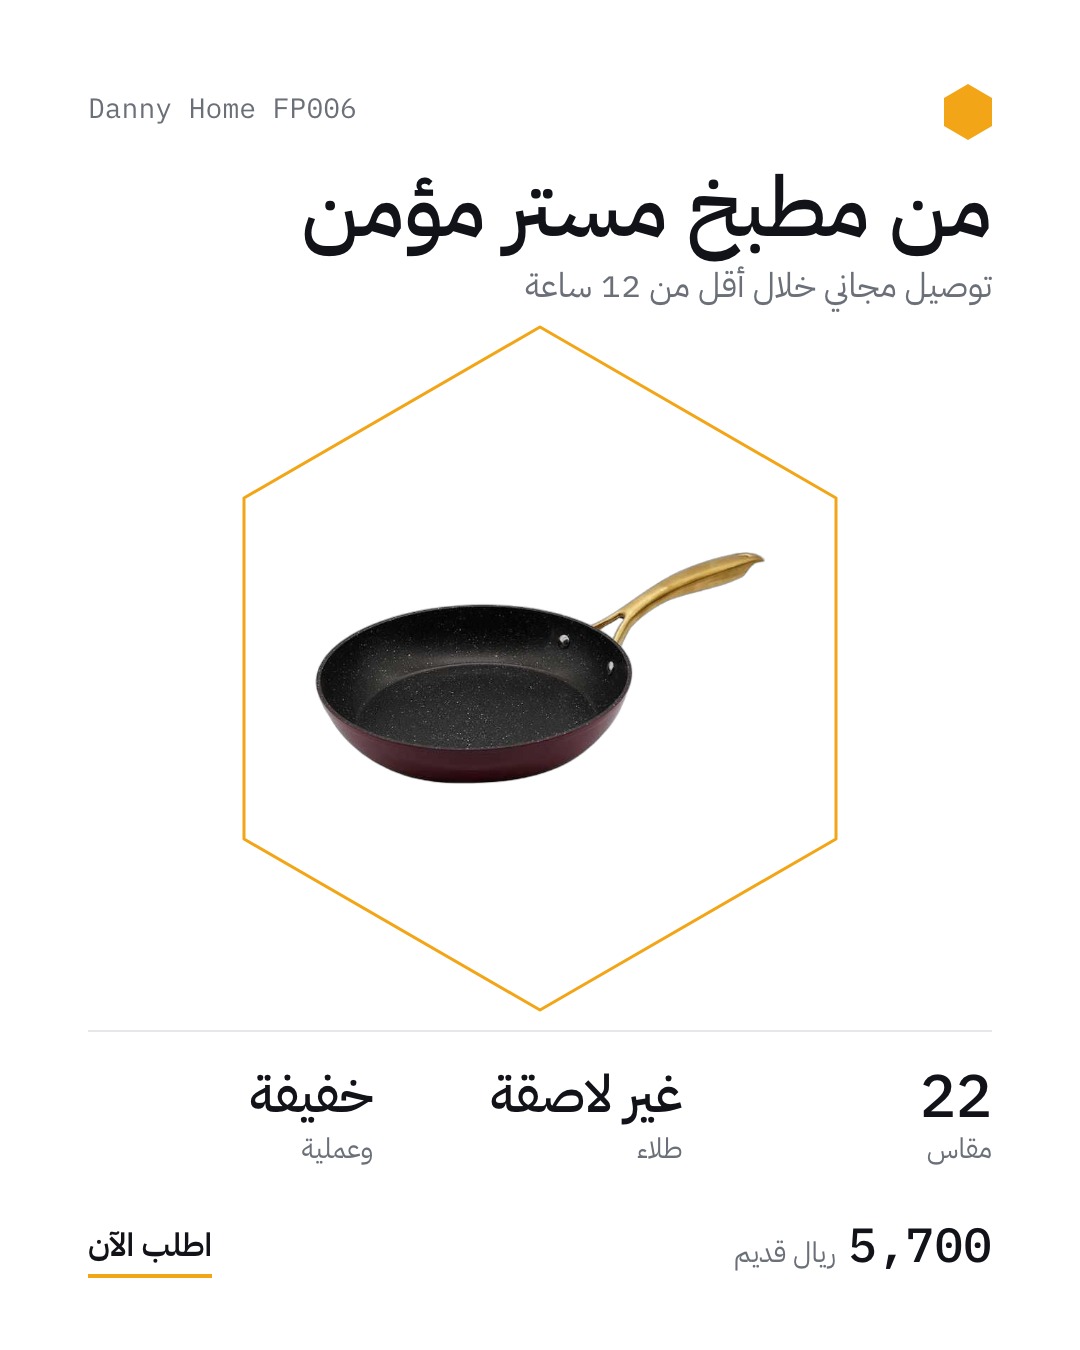 Danny Home FP006
من مطبخ مستر مؤمن
توصيل مجاني خلال أقل من 12 ساعة
22
مقاس
غير لاصقة
طلاء
خفيفة
وعملية
5,700 ريال قديم
اطلب الآن